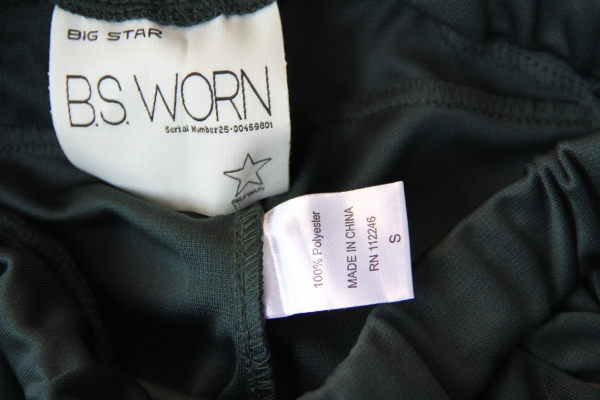 BIG STAR
B.S. WORN
Serial Number25-00469801
100% Polyester
MADE IN CHINA
RN 112246
S